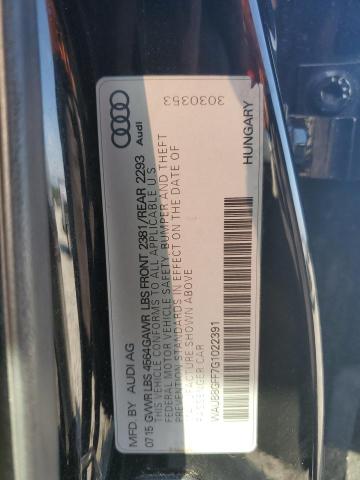 Audi
3030353
MFD. BY AUDI AG
07.15 GVWR LBS 4564 GAWR LBS FRONT 2381/REAR 2293
THIS VEHICLE CONFORMS TO ALL APPLICABLE U.S.
FEDERAL MOTOR VEHICLE SAFETY BUMPER AND THEFT
PREVENTION STANDARDS IN EFFECT ON THE DATE OF
MANUFACTURE SHOWN ABOVE
PASSENGER CAR
WAUB8GFF7G1022391
HUNGARY